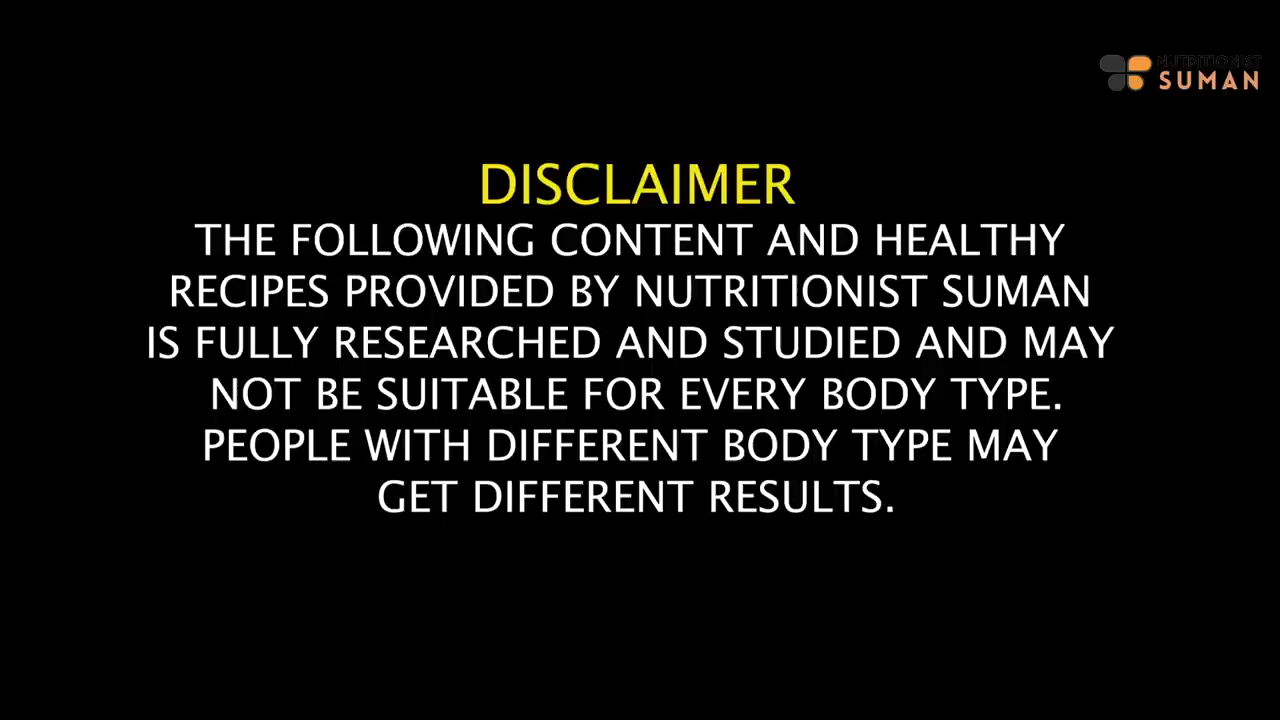 NUTRITIONIST
SUMAN
DISCLAIMER
THE FOLLOWING CONTENT AND HEALTHY
RECIPES PROVIDED BY NUTRITIONIST SUMAN
IS FULLY RESEARCHED AND STUDIED AND MAY
NOT BE SUITABLE FOR EVERY BODY TYPE.
PEOPLE WITH DIFFERENT BODY TYPE MAY
GET DIFFERENT RESULTS.